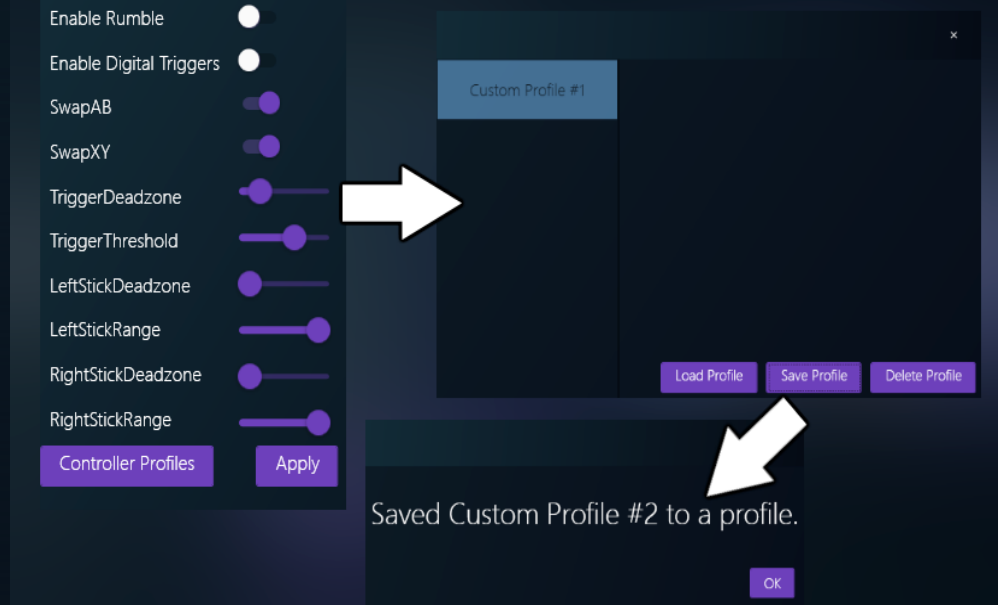 Enable Rumble
Enable Digital Triggers
SwapAB
SwapXY
TriggerDeadzone
TriggerThreshold
LeftStickDeadzone
LeftStickRange
RightStickDeadzone
RightStickRange
Controller Profiles
Apply
×
Custom Profile #1
Load Profile
Save Profile
Delete Profile
Saved Custom Profile #2 to a profile.
OK